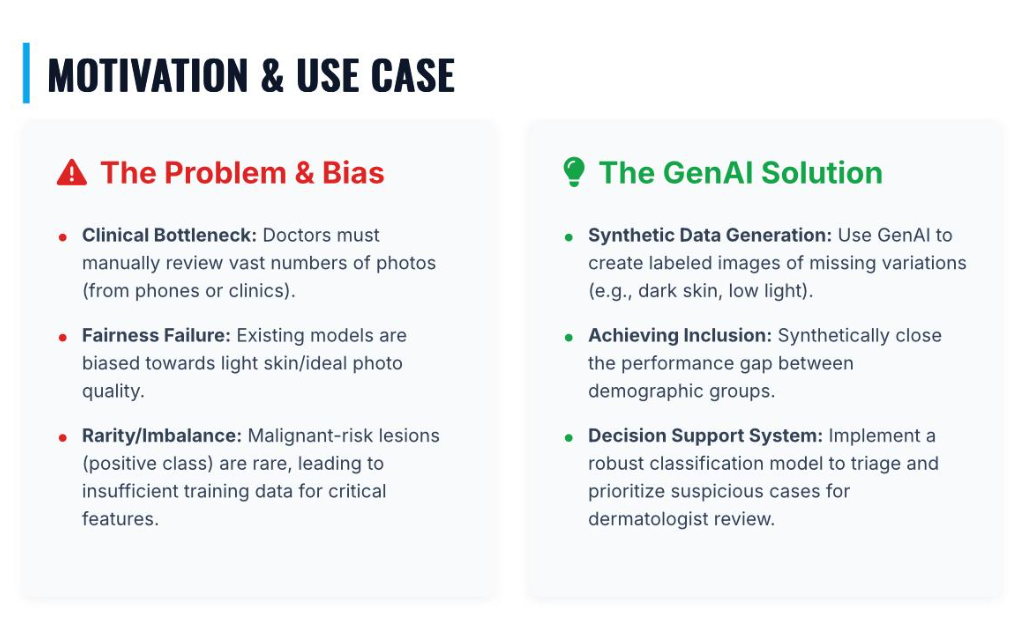 MOTIVATION & USE CASE
The Problem & Bias
Clinical Bottleneck: Doctors must
manually review vast numbers of photos
(from phones or clinics).
Fairness Failure: Existing models are
biased towards light skin/ideal photo
quality.
Rarity/Imbalance: Malignant-risk lesions
(positive class) are rare, leading to
insufficient training data for critical
features.
The GenAI Solution
Synthetic Data Generation: Use GenAI to
create labeled images of missing variations
(e.g., dark skin, low light).
Achieving Inclusion: Synthetically close
the performance gap between
demographic groups.
Decision Support System: Implement a
robust classification model to triage and
prioritize suspicious cases for
dermatologist review.